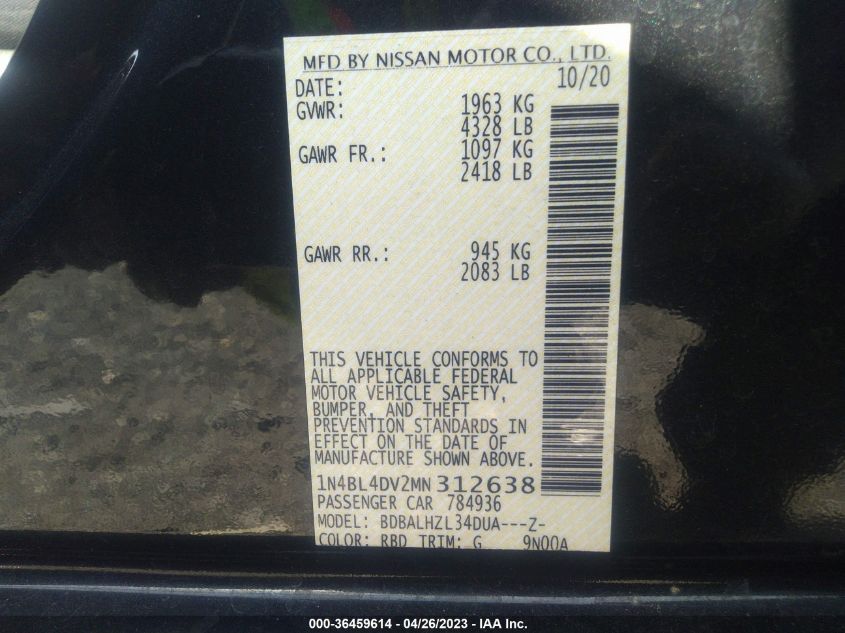 MFD BY NISSAN MOTOR CO., LTD.
DATE: 10/20
GVWR: 1963 KG
4328 LB
GAWR FR.: 1097 KG
2418 LB
GAWR RR.: 945 KG
2083 LB
THIS VEHICLE CONFORMS TO
ALL APPLICABLE FEDERAL
MOTOR VEHICLE SAFETY,
BUMPER, AND THEFT
PREVENTION STANDARDS IN
EFFECT ON THE DATE OF
MANUFACTURE SHOWN ABOVE.
1N4BL4DV2MN312638
PASSENGER CAR 784936
MODEL: BDBALHZL34DUA---Z-
COLOR: RBD TRIM: G 9N00A
000-36459614 - 04/26/2023 - IAA Inc.